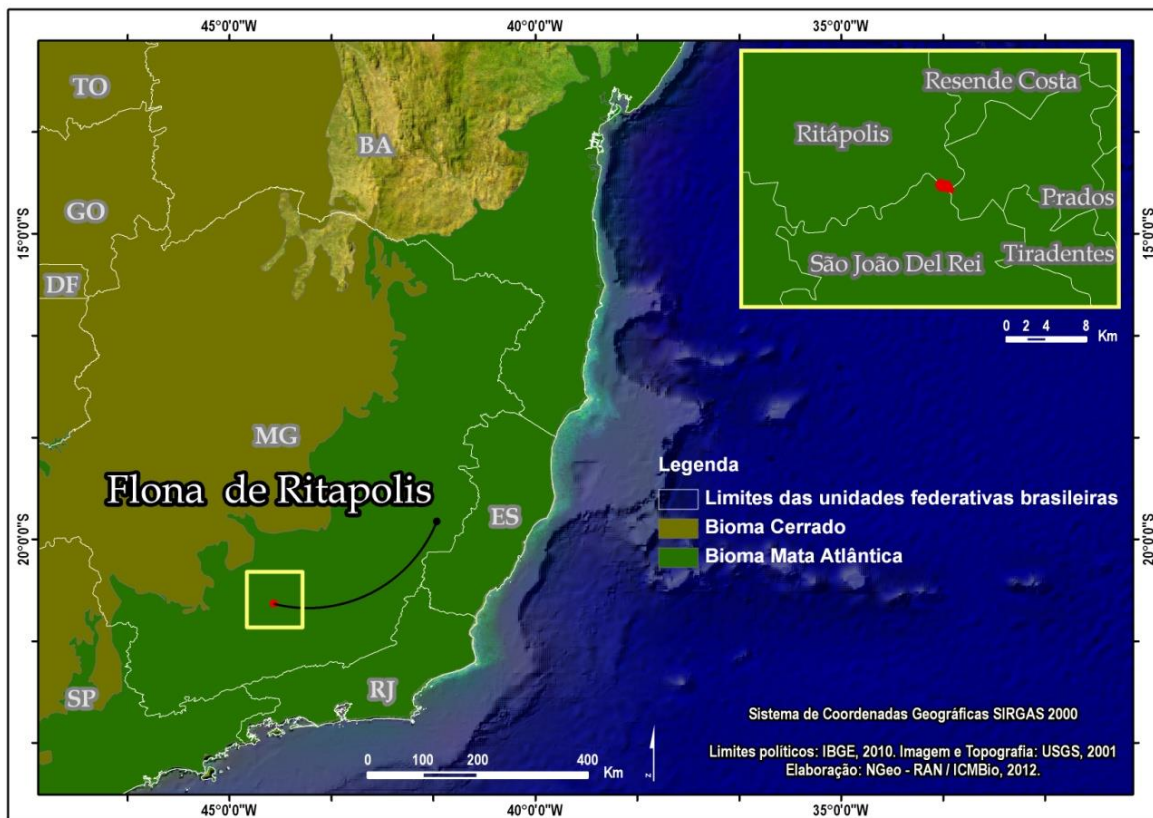 45°0'0"W
40°0'0"W
35°0'0"W
TO
BA
GO
DF
15°0'0"S
15°0'0"S
Resende Costa
Ritápolis
Prados
São João Del Rei
Tiradentes
0 2 4 8
Km
MG
Flona de Ritapolis
ES
20°0'0"S
20°0'0"S
Legenda
Limites das unidades federativas brasileiras
Bioma Cerrado
Bioma Mata Atlântica
SP
RJ
0 100 200 400
Km
N
Sistema de Coordenadas Geográficas SIRGAS 2000
Limites políticos: IBGE, 2010. Imagem e Topografia: USGS, 2001
Elaboração: NGeo - RAN / ICMBio, 2012.
45°0'0"W
40°0'0"W
35°0'0"W